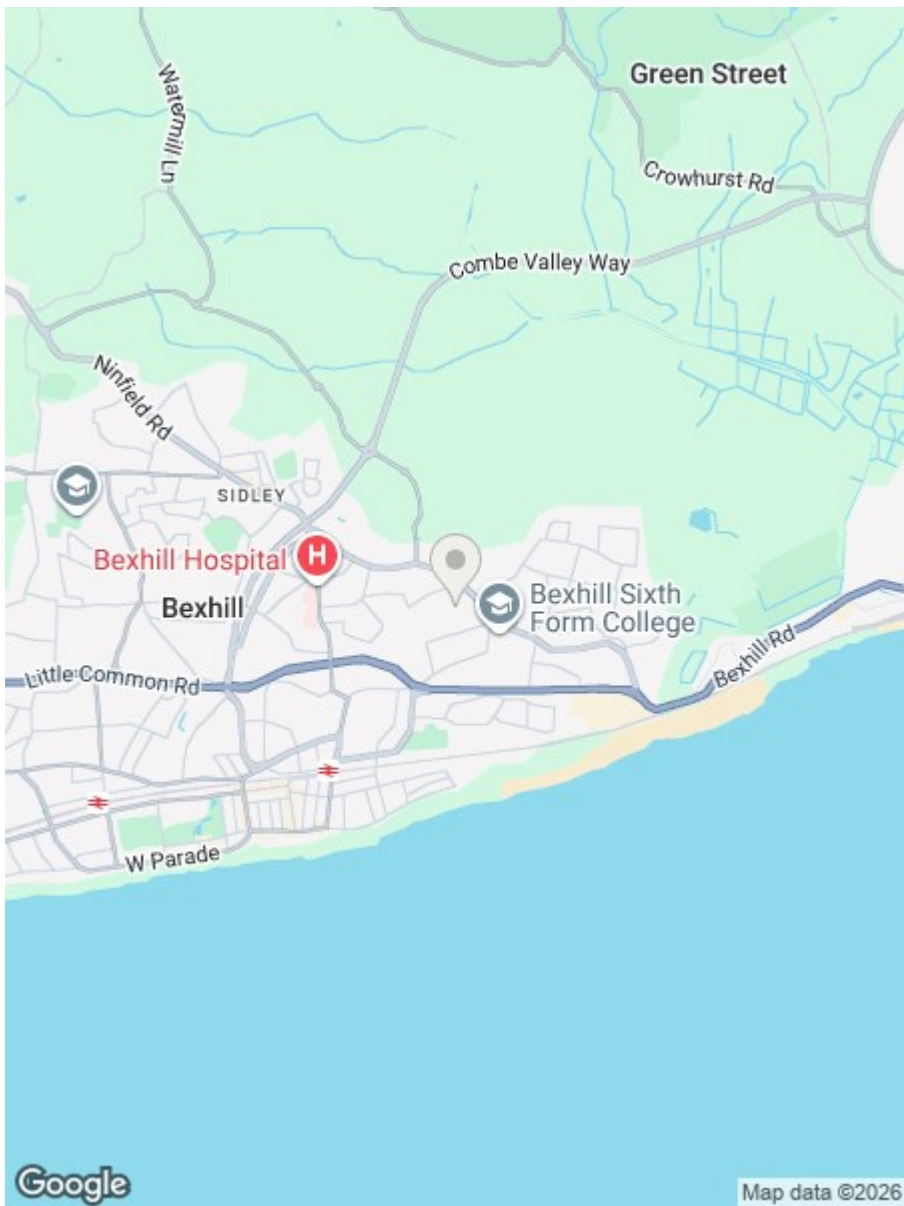 Green Street
Watermill Ln
Crowhurst Rd
Combe Valley Way
Ninfield Rd
SIDLEY
Bexhill Hospital
H
Bexhill
Bexhill Sixth
Form College
Bexhill Rd
Little Common Rd
W Parade
Google
Map data ©2026